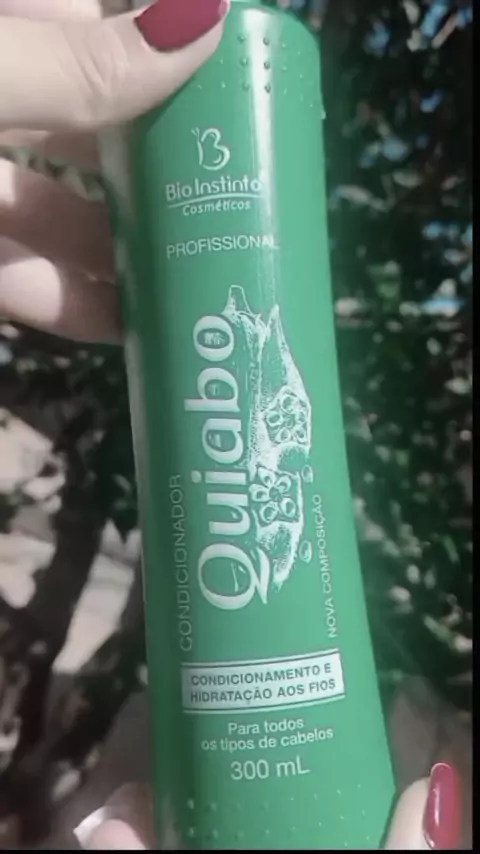 Bio Instinto
Cosméticos
PROFISSIONAL
CONDICIONADOR
Quiabo
NOVA COMPOSIÇÃO
CONDICIONAMENTO E
HIDRATAÇÃO AOS FIOS
Para todos
os tipos de cabelos
300 mL